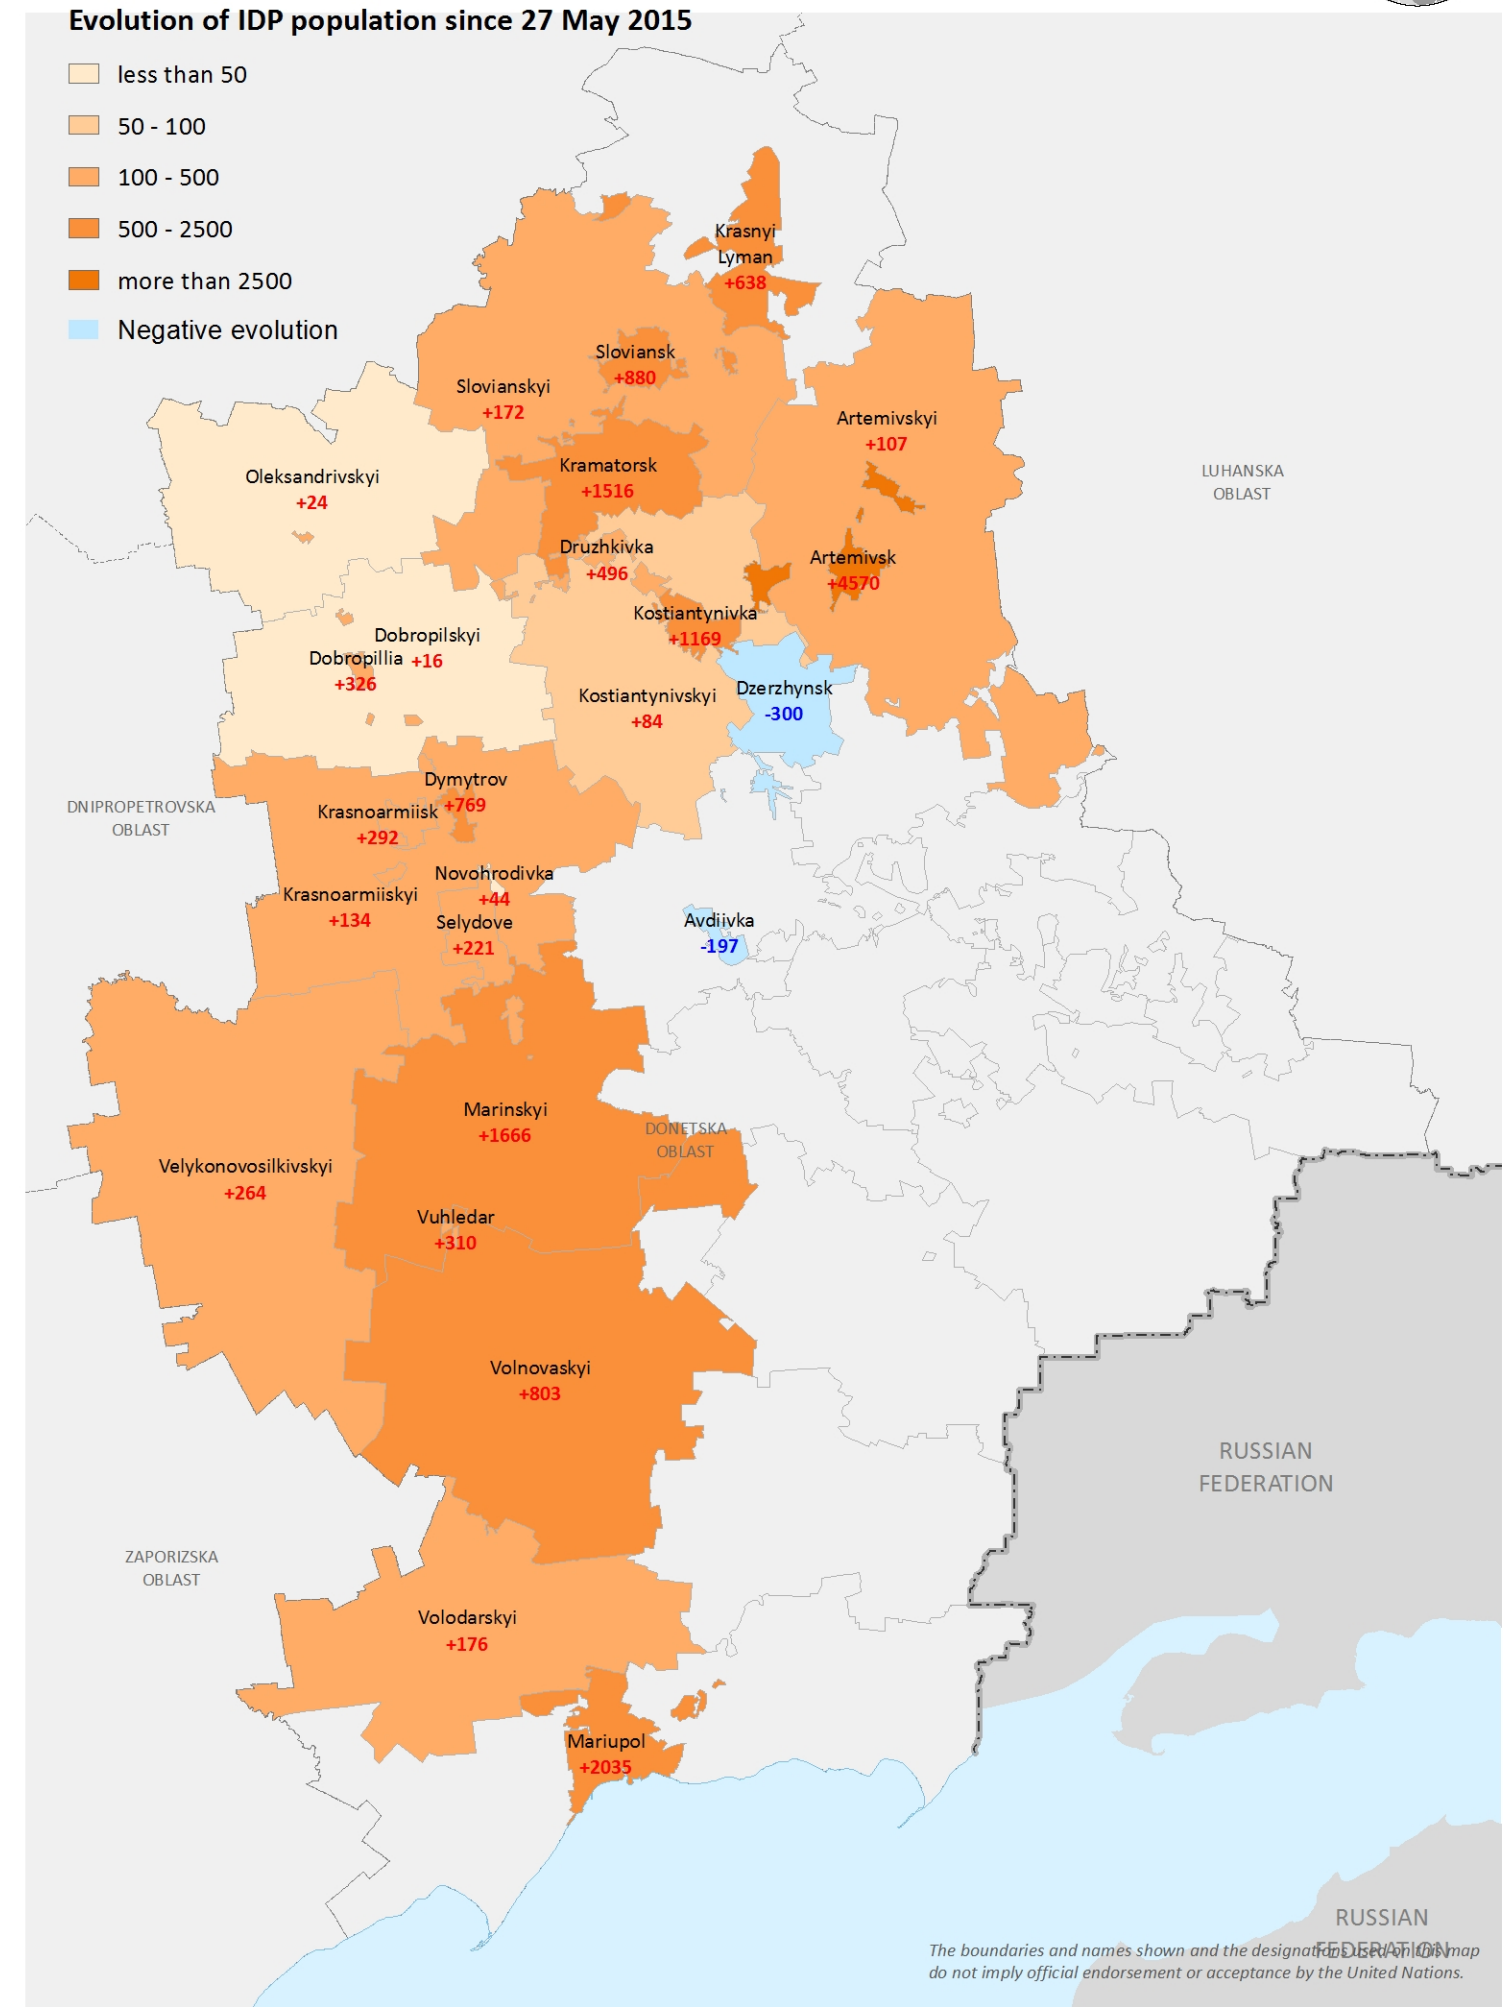 Evolution of IDP population since 27 May 2015
less than 50
50 - 100
100 - 500
500 - 2500
more than 2500
Negative evolution
Krasnyi
Lyman
+638
Sloviansk
+880
Slovianskyi
+172
Artemivskyi
+107
LUHANSKA
OBLAST
Kramatorsk
+1516
Oleksandrivskyi
+24
Druzhkivka
+496
Artemivsk
+4570
Kostiantynivka
+1169
Dobropilskyi
+16
Dobropillia
+326
Kostiantynivskyi
+84
Dzerzhynsk
-300
Dymytrov
+769
DNIPROPETROVSKA
OBLAST
Krasnoarmiisk
+292
Novohrodivka
+44
Krasnoarmiiskyi
+134
Selydove
+221
Avdiivka
-197
Marinskyi
+1666
DONETSKA
OBLAST
Velykonovosilkivskyi
+264
Vuhledar
+310
Volnovaskyi
+803
RUSSIAN
FEDERATION
ZAPORIZSKA
OBLAST
Volodarskyi
+176
Mariupol
+2035
RUSSIAN
FEDERATION
The boundaries and names shown and the designations used on this map
do not imply official endorsement or acceptance by the United Nations.